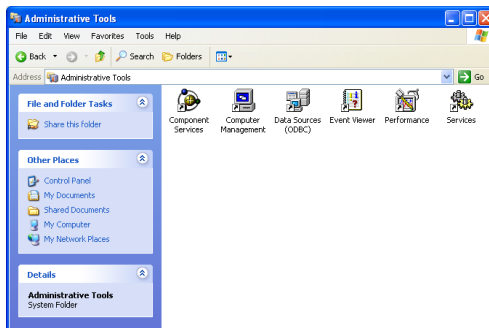 Administrative Tools
File Edit View Favorites Tools Help
Back Search Folders
Address Administrative Tools Go
File and Folder Tasks
Share this folder
Other Places
Control Panel
My Documents
Shared Documents
My Computer
My Network Places
Details
Administrative Tools
System Folder
Component Services
Computer Management
Data Sources (ODBC)
Event Viewer
Performance
Services